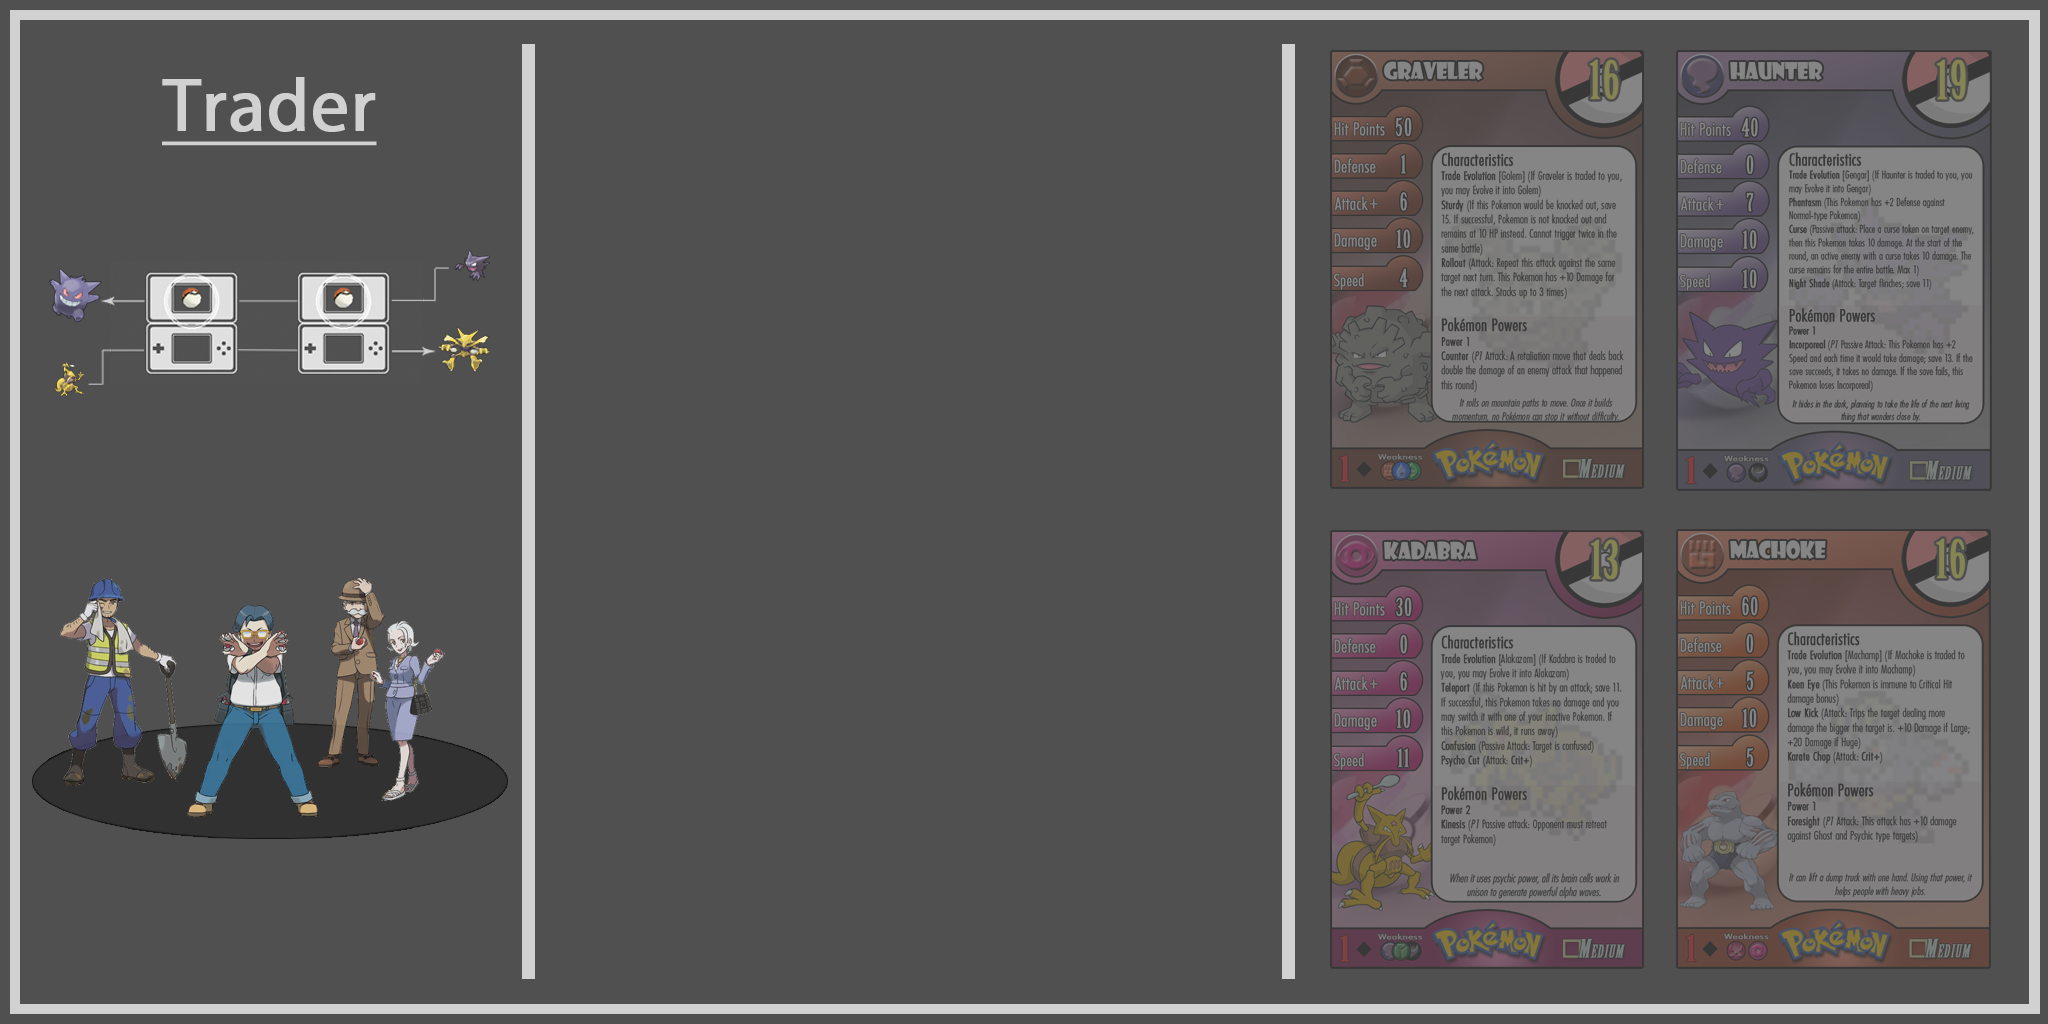 Trader
GRAVELER
16
Hit Points 50
Defense 1
Attack+ 6
Damage 10
Speed 4
Characteristics
Trade Evolution [Golem] (If Graveler is traded to you,
you may Evolve it into Golem)
Sturdy (If this Pokemon would be knocked out, save
15. If successful, Pokemon is not knocked out and
remains at 10 HP instead. Cannot trigger twice in the
same battle)
Rollout (Attack: Repeat this attack against the same
target next turn. This Pokemon has +10 Damage for
the next attack. Stacks up to 3 times)
Pokémon Powers
Power 1
Counter (P1 Attack: A retaliation move that deals back
double the damage of an enemy attack that happened
this round)
It rolls on mountain paths to move. Once it builds
momentum, no Pokémon can stop it without difficulty.
1
Weakness
POKéMON
MEDIUM
HAUNTER
19
Hit Points 40
Defense 0
Attack+ 7
Damage 10
Speed 10
Characteristics
Trade Evolution [Gengar] (If Haunter is traded to you, you
may Evolve it into Gengar)
Phantasm (This Pokemon has +2 Defense against
Normal-type Pokemon)
Curse (Passive attack: Place a curse token on target enemy,
then this Pokemon takes 10 damage. At the start of the
round, an active enemy with a curse takes 10 damage. The
curse remains for the entire battle. Max 1)
Night Shade (Attack: Target flinches; save 11)
Pokémon Powers
Power 1
Incorporeal (P1 Passive Attack: This Pokemon has +2
Speed and each time it would take damage; save 13. If the
save succeeds, it takes no damage. If the save fails, this
Pokemon loses Incorporeal)
It hides in the dark, planning to take the life of the next living
thing that wanders close by.
1
Weakness
POKéMON
MEDIUM
KADABRA
13
Hit Points 30
Defense 0
Attack+ 6
Damage 10
Speed 11
Characteristics
Trade Evolution [Alakazam] (If Kadabra is traded to
you, you may Evolve it into Alakazam)
Teleport (If this Pokemon is hit by an attack; save 11.
If successful, this Pokemon takes no damage and you
may switch it with one of your inactive Pokemon. If
this Pokemon is wild, it runs away)
Confusion (Passive Attack: Target is confused)
Psycho Cut (Attack: Crit+)
Pokémon Powers
Power 2
Kinesis (P1 Passive attack: Opponent must retreat
target Pokemon)
When it uses psychic power, all its brain cells work in
unison to generate powerful alpha waves.
1
Weakness
POKéMON
MEDIUM
MACHOKE
16
Hit Points 60
Defense 0
Attack+ 5
Damage 10
Speed 5
Characteristics
Trade Evolution [Machamp] (If Machoke is traded to
you, you may Evolve it into Machamp)
Keen Eye (This Pokemon is immune to Critical Hit
damage bonus)
Low Kick (Attack: Trips the target dealing more
damage the bigger the target is. +10 Damage if Large;
+20 Damage if Huge)
Karate Chop (Attack: Crit+)
Pokémon Powers
Power 1
Foresight (P1 Attack: This attack has +10 damage
against Ghost and Psychic type targets)
It can lift a dump truck with one hand. Using that power, it
helps people with heavy jobs.
1
Weakness
POKéMON
MEDIUM